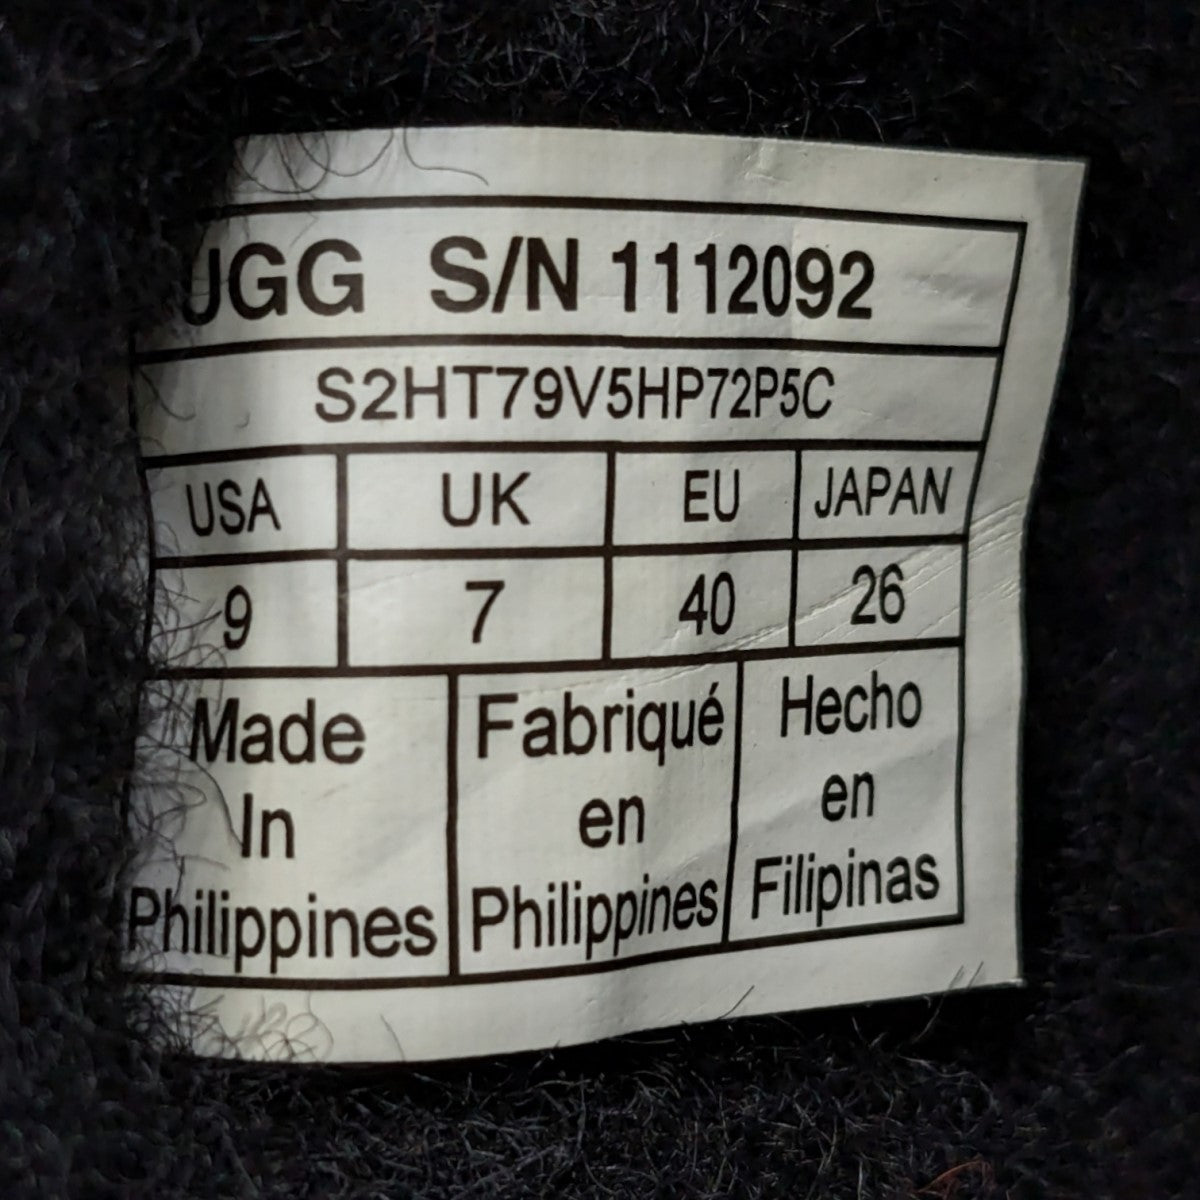 UGG S/N 1112092
S2HT79V5HP72P5C
USA UK EU JAPAN
9 7 40 26
Made Fabriqué Hecho
In en en
Philippines Philippines Filipinas